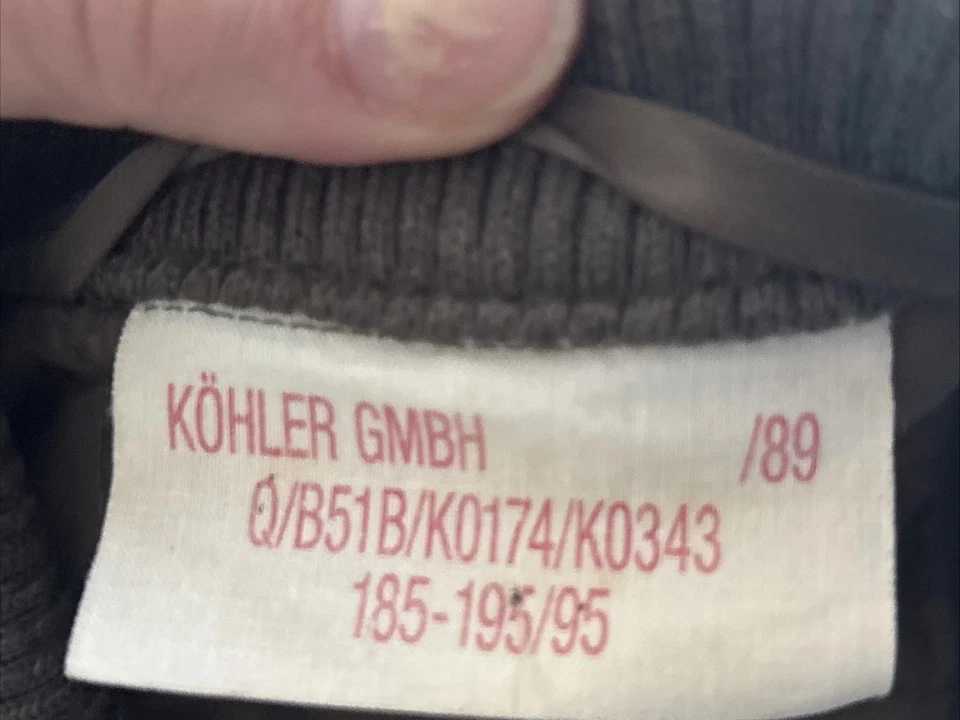 KÖHLER GMBH /89
Q/B51B/K0174/K0343
185-195/95